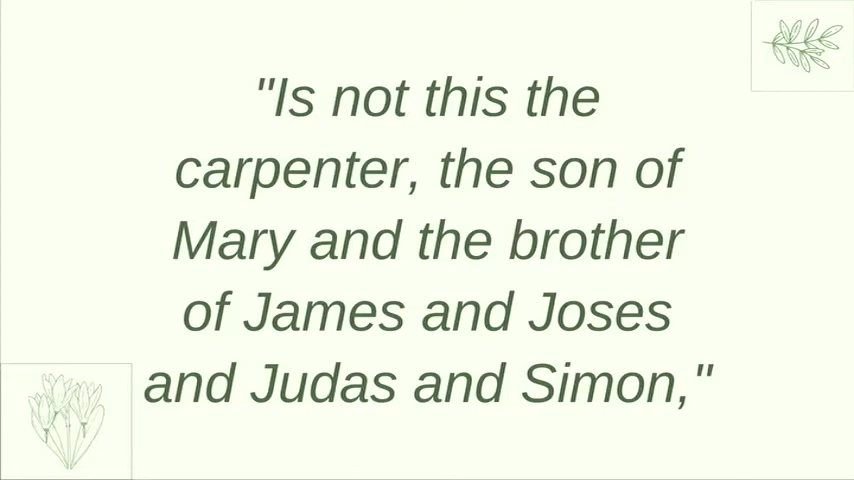 "Is not this the
carpenter, the son of
Mary and the brother
of James and Joses
and Judas and Simon,"